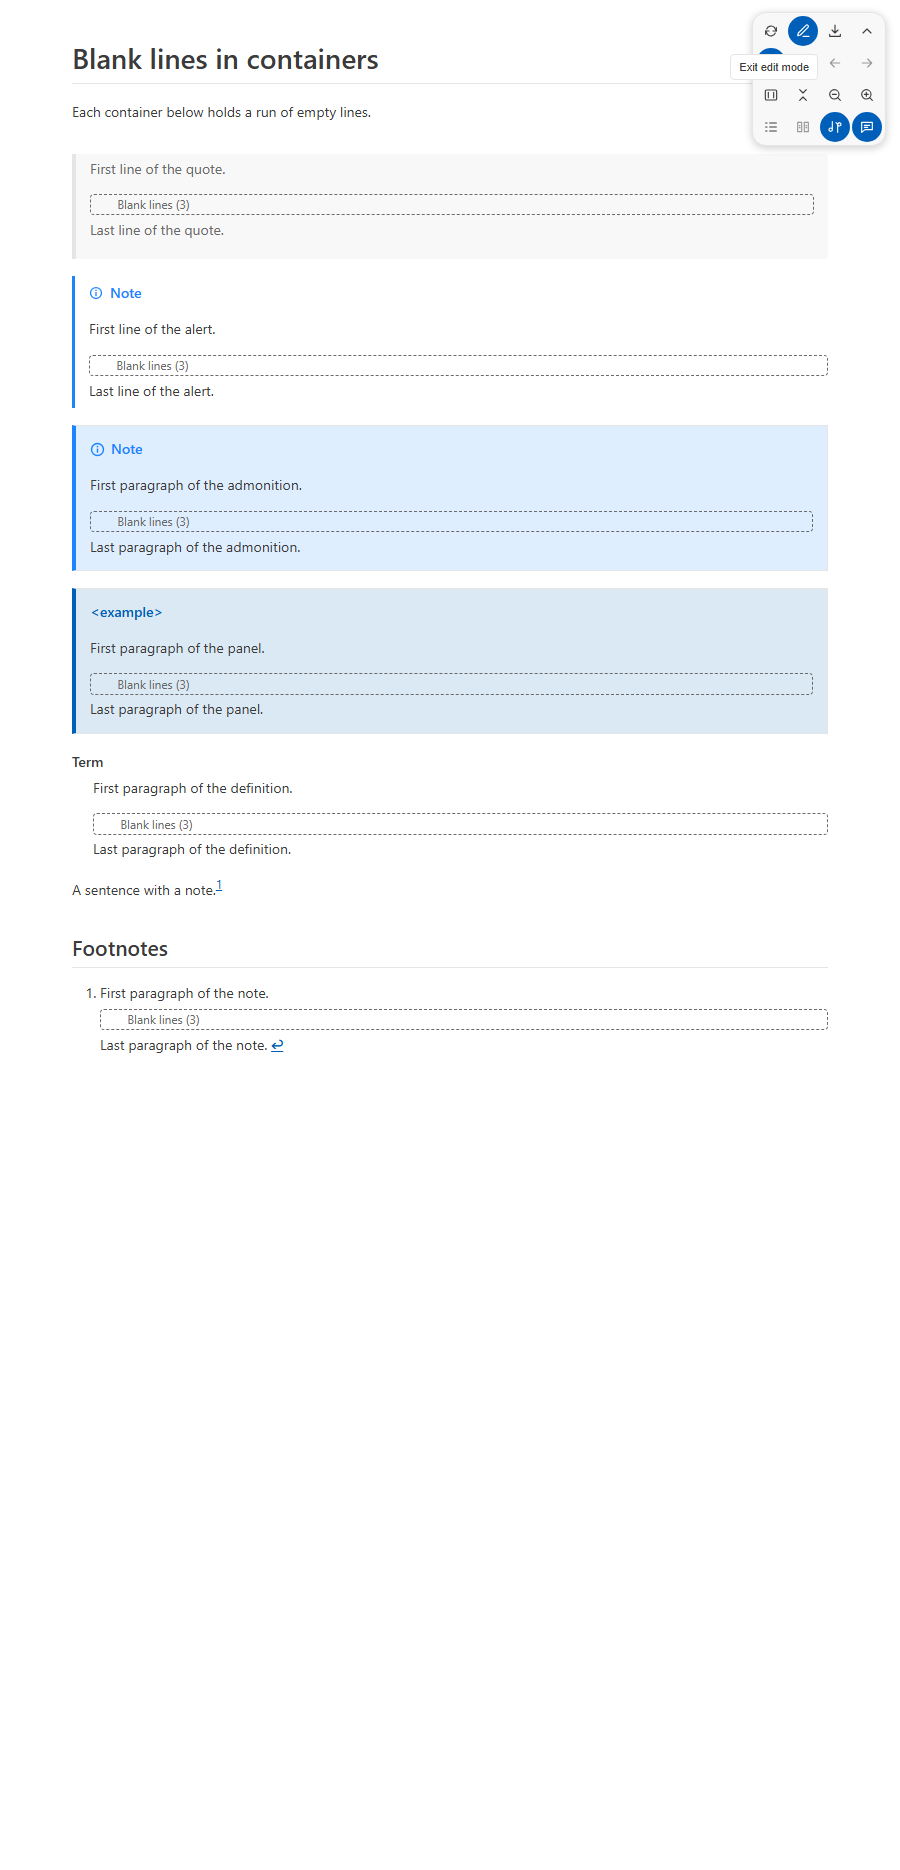 Blank lines in containers
Exit edit mode
Each container below holds a run of empty lines.
First line of the quote.
Blank lines (3)
Last line of the quote.
Note
First line of the alert.
Blank lines (3)
Last line of the alert.
Note
First paragraph of the admonition.
Blank lines (3)
Last paragraph of the admonition.
<example>
First paragraph of the panel.
Blank lines (3)
Last paragraph of the panel.
Term
First paragraph of the definition.
Blank lines (3)
Last paragraph of the definition.
A sentence with a note.1
Footnotes
1. First paragraph of the note.
Blank lines (3)
Last paragraph of the note. ↩